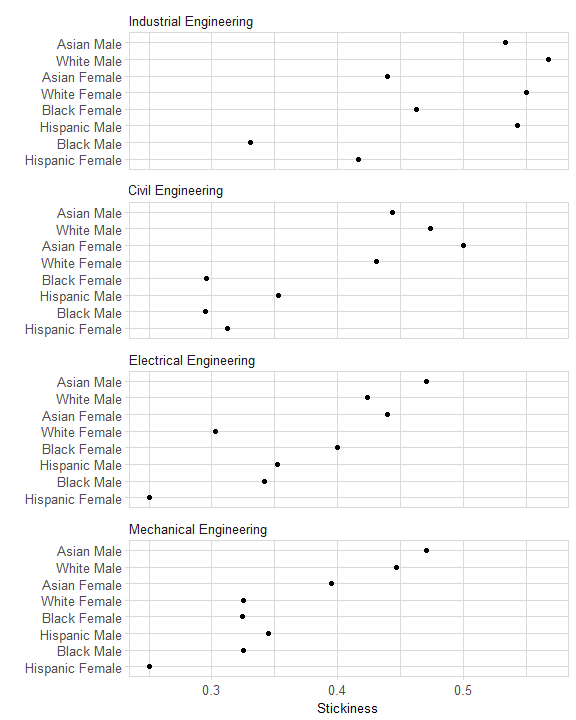 Industrial Engineering
Asian Male
White Male
Asian Female
White Female
Black Female
Hispanic Male
Black Male
Hispanic Female
Civil Engineering
Asian Male
White Male
Asian Female
White Female
Black Female
Hispanic Male
Black Male
Hispanic Female
Electrical Engineering
Asian Male
White Male
Asian Female
White Female
Black Female
Hispanic Male
Black Male
Hispanic Female
Mechanical Engineering
Asian Male
White Male
Asian Female
White Female
Black Female
Hispanic Male
Black Male
Hispanic Female
0.3 0.4 0.5
Stickiness